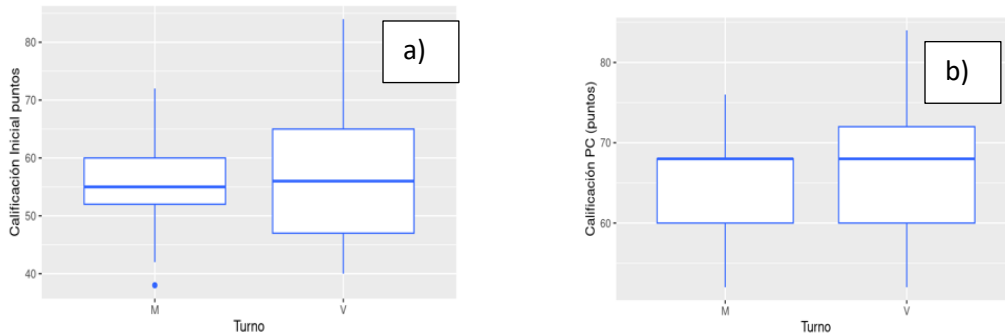 a)
Calificación Inicial puntos
80
70
60
50
40
M
V
Turno
b)
Calificación PC (puntos)
80
70
60
M
V
Turno